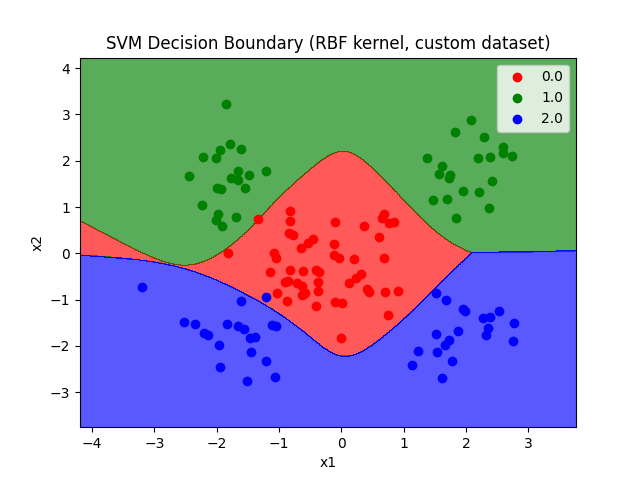 SVM Decision Boundary (RBF kernel, custom dataset)
0.0
1.0
2.0
4
3
2
1
0
−1
−2
−3
x2
−4 −3 −2 −1 0 1 2 3
x1